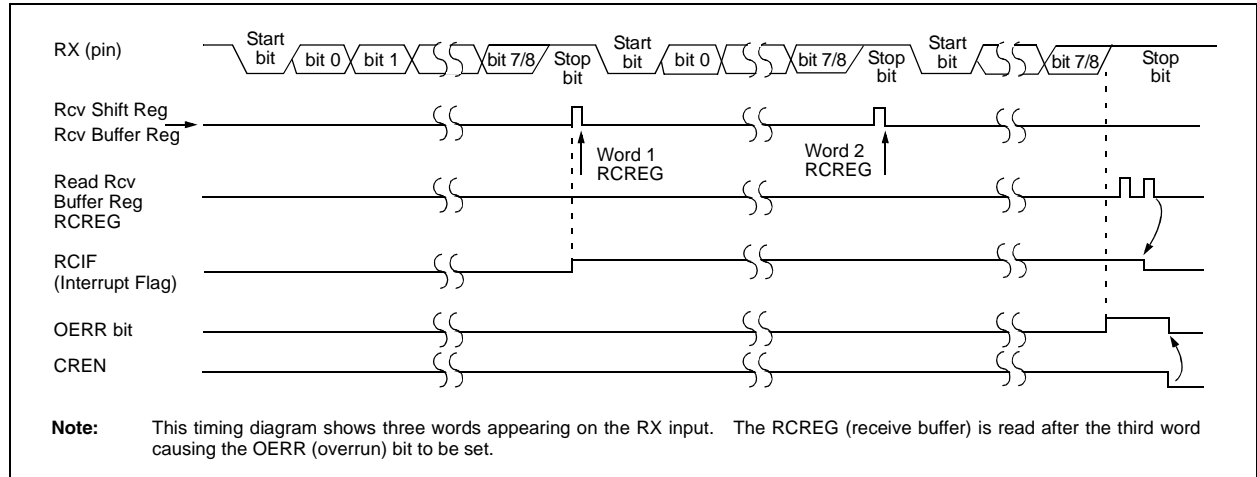 RX (pin)
Start bit
bit 0
bit 1
bit 7/8
Stop bit
Start bit
bit 0
bit 7/8
Stop bit
Start bit
bit 7/8
Stop bit
Rcv Shift Reg
Rcv Buffer Reg
Word 1
RCREG
Word 2
RCREG
Read Rcv
Buffer Reg
RCREG
RCIF
(Interrupt Flag)
OERR bit
CREN
Note: This timing diagram shows three words appearing on the RX input. The RCREG (receive buffer) is read after the third word
causing the OERR (overrun) bit to be set.